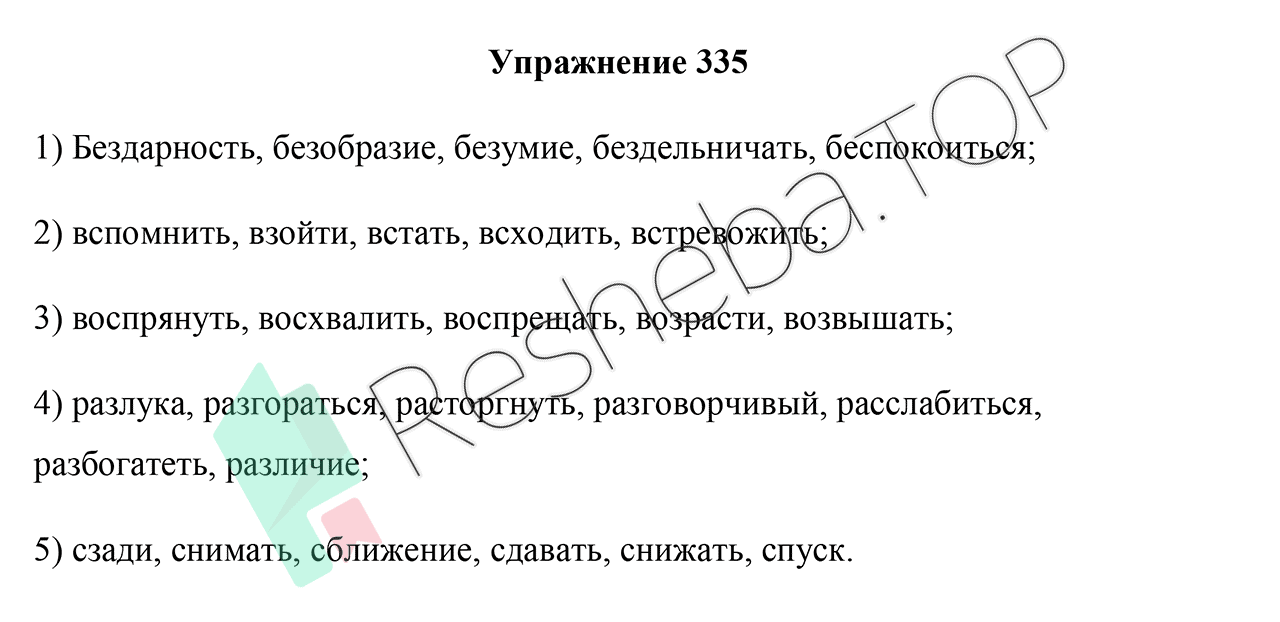 Упражнение 335
1) Бездарность, безобразие, безумие, бездельничать, беспокоиться;
2) вспомнить, взойти, встать, всходить, встревожить;
3) воспрянуть, восхвалить, воспрещать, возрасти, возвышать;
4) разлука, разгораться, расторгнуть, разговорчивый, расслабиться,
разбогатеть, различие;
5) сзади, снимать, сближение, сдавать, снижать, спуск.
Resheba.TOP